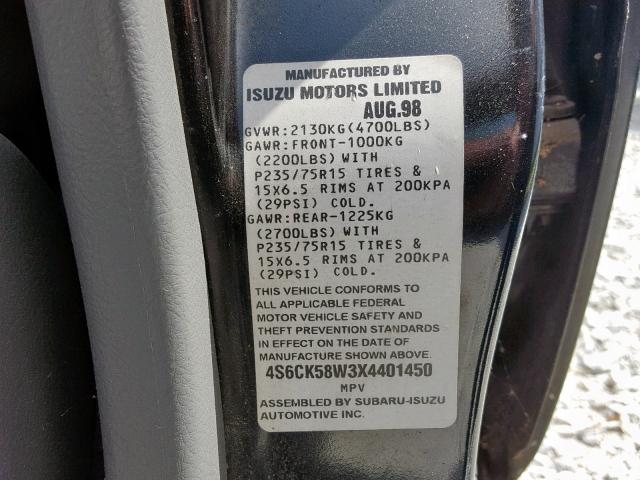 MANUFACTURED BY
ISUZU MOTORS LIMITED
AUG.98
GVWR:2130KG(4700LBS)
GAWR:FRONT-1000KG
(2200LBS) WITH
P235/75R15 TIRES &
15X6.5 RIMS AT 200KPA
(29PSI) COLD.
GAWR:REAR-1225KG
(2700LBS) WITH
P235/75R15 TIRES &
15X6.5 RIMS AT 200KPA
(29PSI) COLD.
THIS VEHICLE CONFORMS TO
ALL APPLICABLE FEDERAL
MOTOR VEHICLE SAFETY AND
THEFT PREVENTION STANDARDS
IN EFFECT ON THE DATE OF
MANUFACTURE SHOWN ABOVE.
4S6CK58W3X4401450
MPV
ASSEMBLED BY SUBARU-ISUZU
AUTOMOTIVE INC.